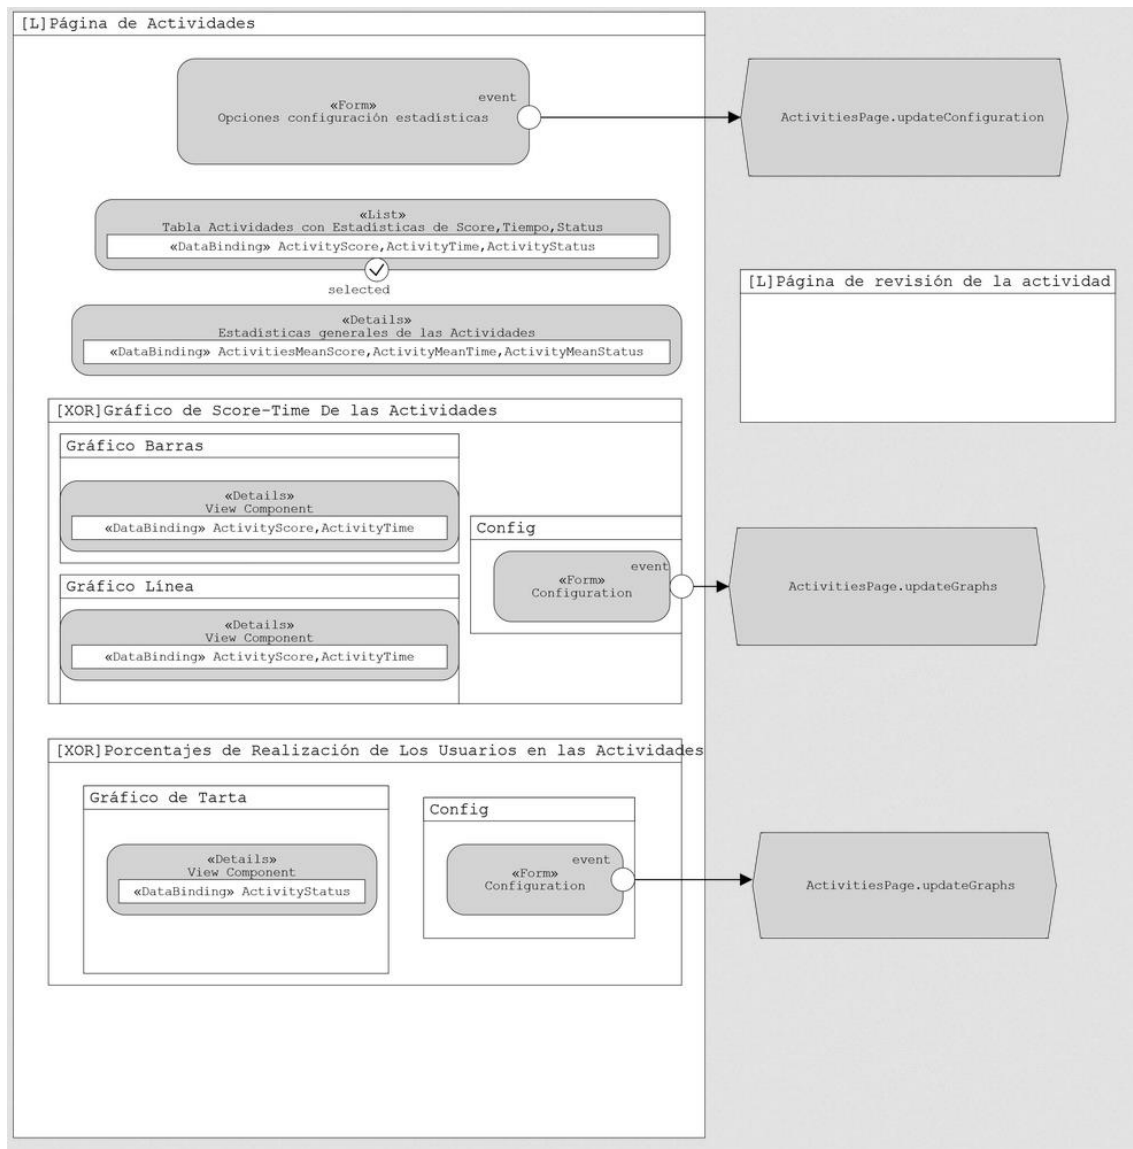 [L]Página de Actividades
event
«Form»
Opciones configuración estadísticas
ActivitiesPage.updateConfiguration
«List»
Tabla Actividades con Estadísticas de Score,Tiempo,Status
«DataBinding» ActivityScore,ActivityTime,ActivityStatus
selected
[L]Página de revisión de la actividad
«Details»
Estadísticas generales de las Actividades
«DataBinding» ActivitiesMeanScore,ActivityMeanTime,ActivityMeanStatus
[XOR]Gráfico de Score-Time De las Actividades
Gráfico Barras
«Details»
View Component
«DataBinding» ActivityScore,ActivityTime
Gráfico Línea
«Details»
View Component
«DataBinding» ActivityScore,ActivityTime
Config
event
«Form»
Configuration
ActivitiesPage.updateGraphs
[XOR]Porcentajes de Realización de Los Usuarios en las Actividades
Gráfico de Tarta
«Details»
View Component
«DataBinding» ActivityStatus
Config
event
«Form»
Configuration
ActivitiesPage.updateGraphs